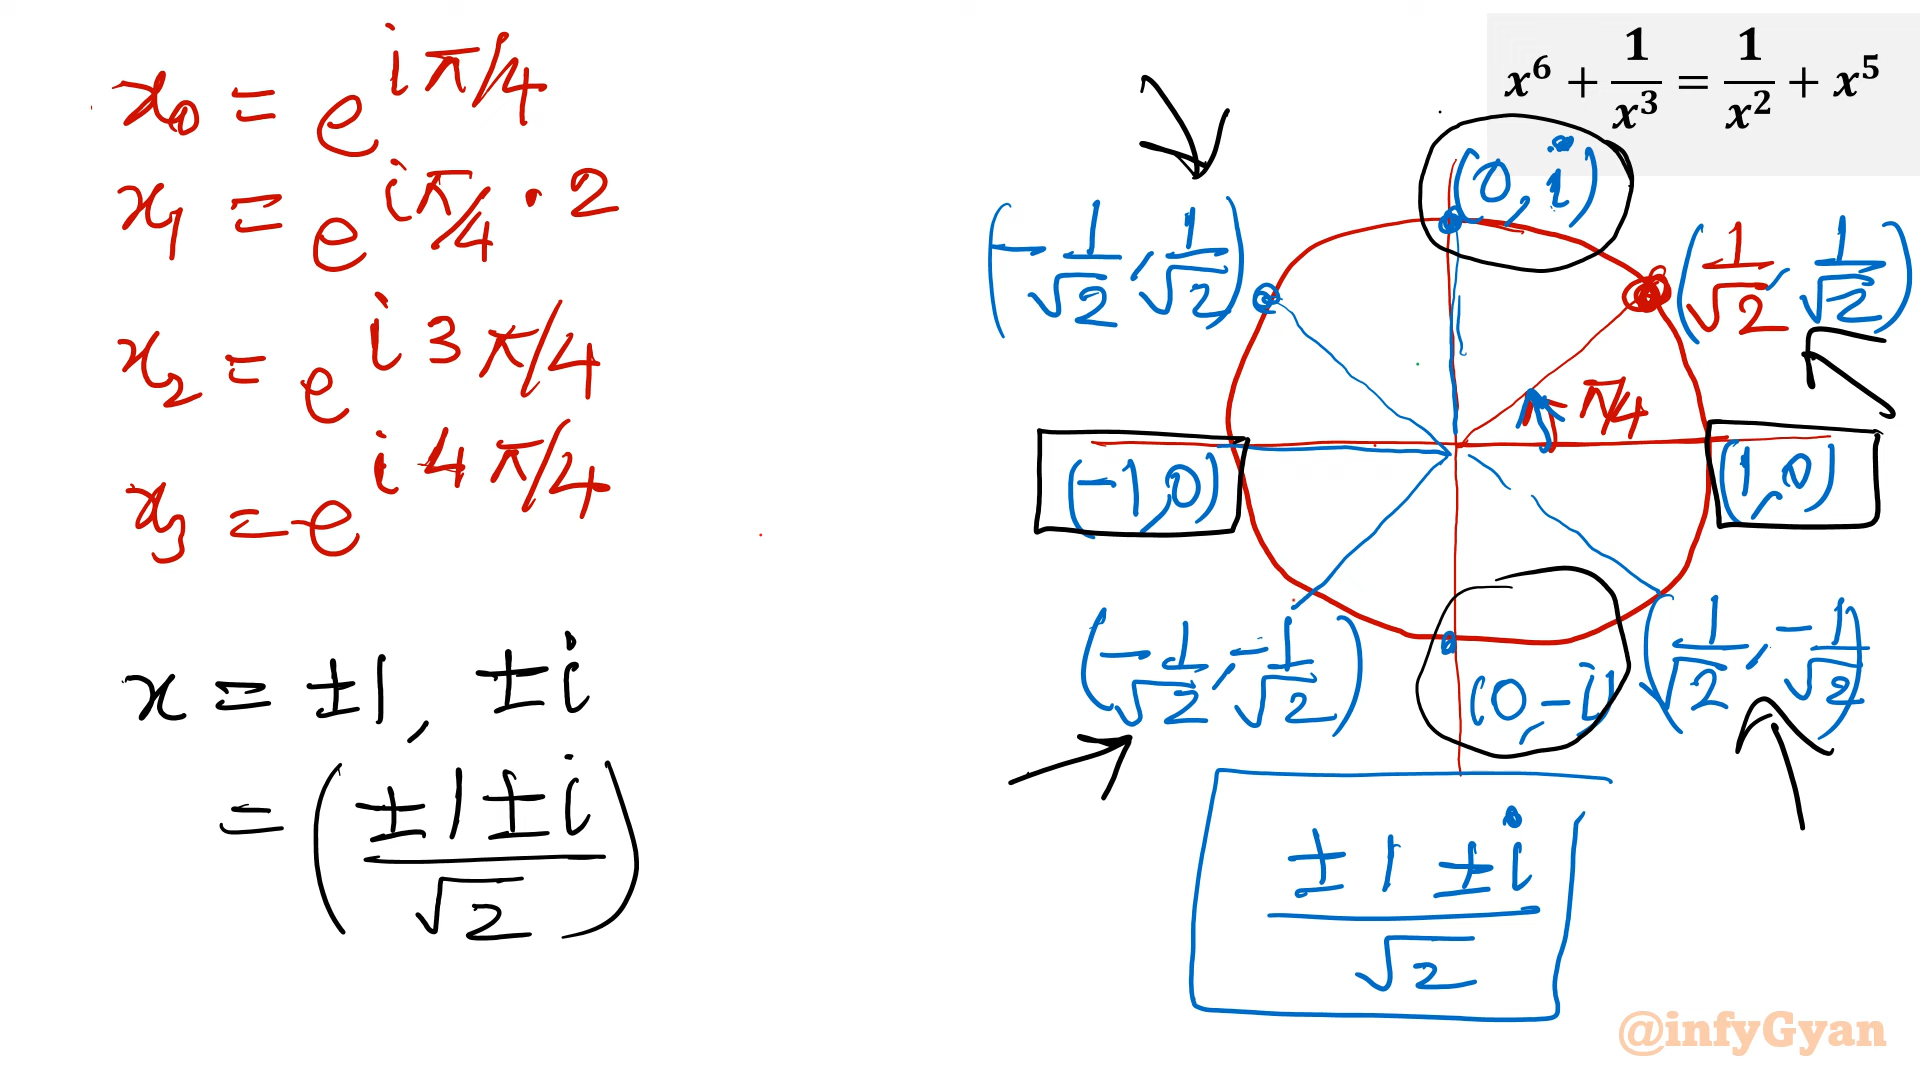 x₀ = e^{iπ/4}
x₁ = e^{iπ/4 · 2}
x₂ = e^{i3π/4}
x₃ = e^{i4π/4}
x = ±1, ±i
= (±1±i/√2)
x⁶ + 1/x³ = 1/x² + x⁵
(0, i)
(-1/√2, 1/√2)
(1/√2, 1/√2)
π/4
(-1,0)
(1,0)
(-1/√2, -1/√2)
(0,-i)
(1/√2, -1/√2)
±1±i/√2
@infyGyan